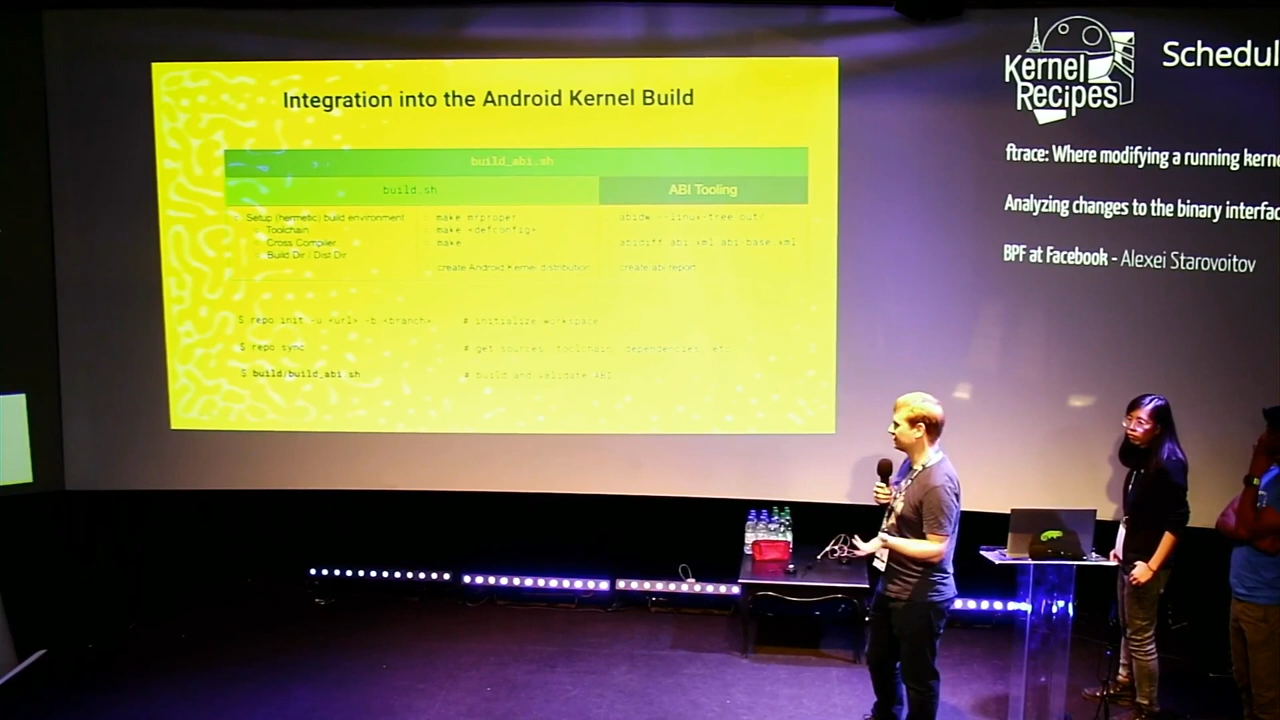 Integration into the Android Kernel Build
build_abi.sh
build.sh
ABI Tooling
Setup (hermetic) build environment
Toolchain
Cross Compiler
Build Dir / Dist Dir
make mrproper
make <defconfig>
make
create Android Kernel distribution
abidw --linux-tree out/
abidiff abi.xml abi-base.xml
create abi report
$ repo init -u <url> -b <branch> # initialize workspace
$ repo sync # get sources, toolchain, dependencies, etc
$ build/build_abi.sh # build and validate ABI
Kernel
Recipes
Schedul
ftrace: Where modifying a running kerne
Analyzing changes to the binary interfac
BPF at Facebook - Alexei Starovoitov